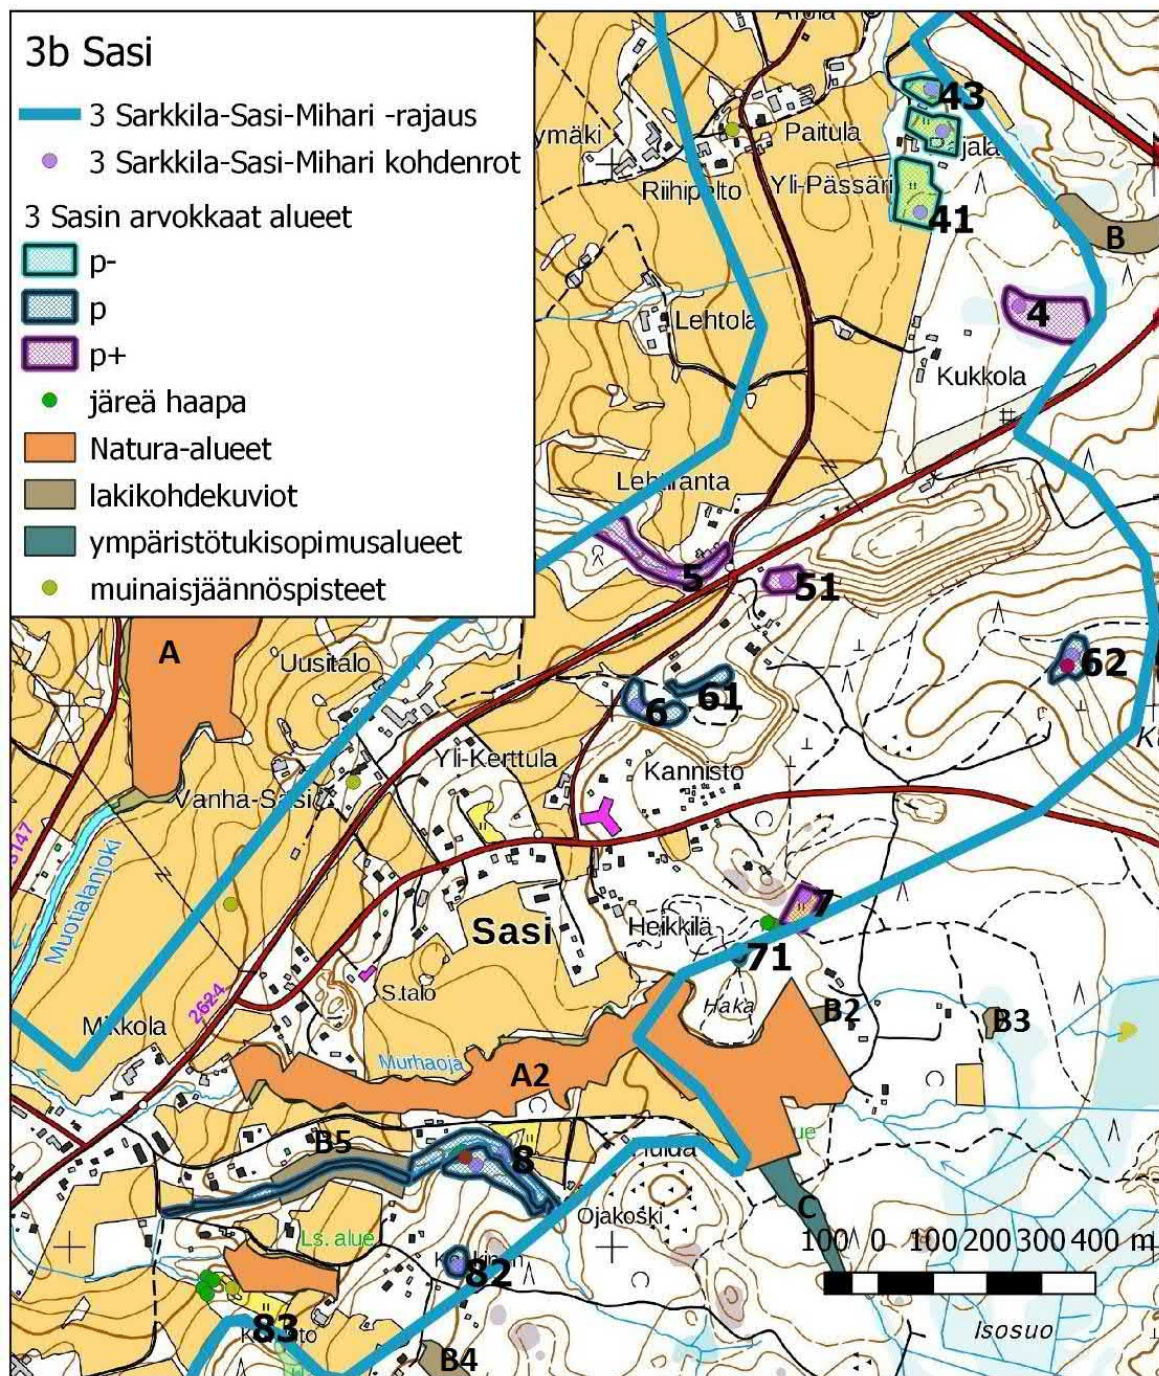 3b Sasi
3 Sarkkila-Sasi-Mihari -rajaus
3 Sarkkila-Sasi-Mihari kohdenrot
3 Sasin arvokkaat alueet
p-
p
p+
järeä haapa
Natura-alueet
lakikohdekuviot
ympäristötukisopimusalueet
muinaisjäännöspisteet
43
Paitula
Riihipelto
Yli-Pässäri
41
B
Lehtola
4
Kukkola
Lehtiranta
5
51
A
Uusitalo
62
61
6
Yli-Kerttula
Kannisto
Vanha-Sasi
Muotialanjoki
7
Sasi
Heikkilä
71
2624
S.talo
Haka
B2
B3
Mikkola
Murhaoja
A2
B5
8
Ojakoski
C
Ls. alue
82
100 0 100 200 300 400 m
83
Isosuo
B4